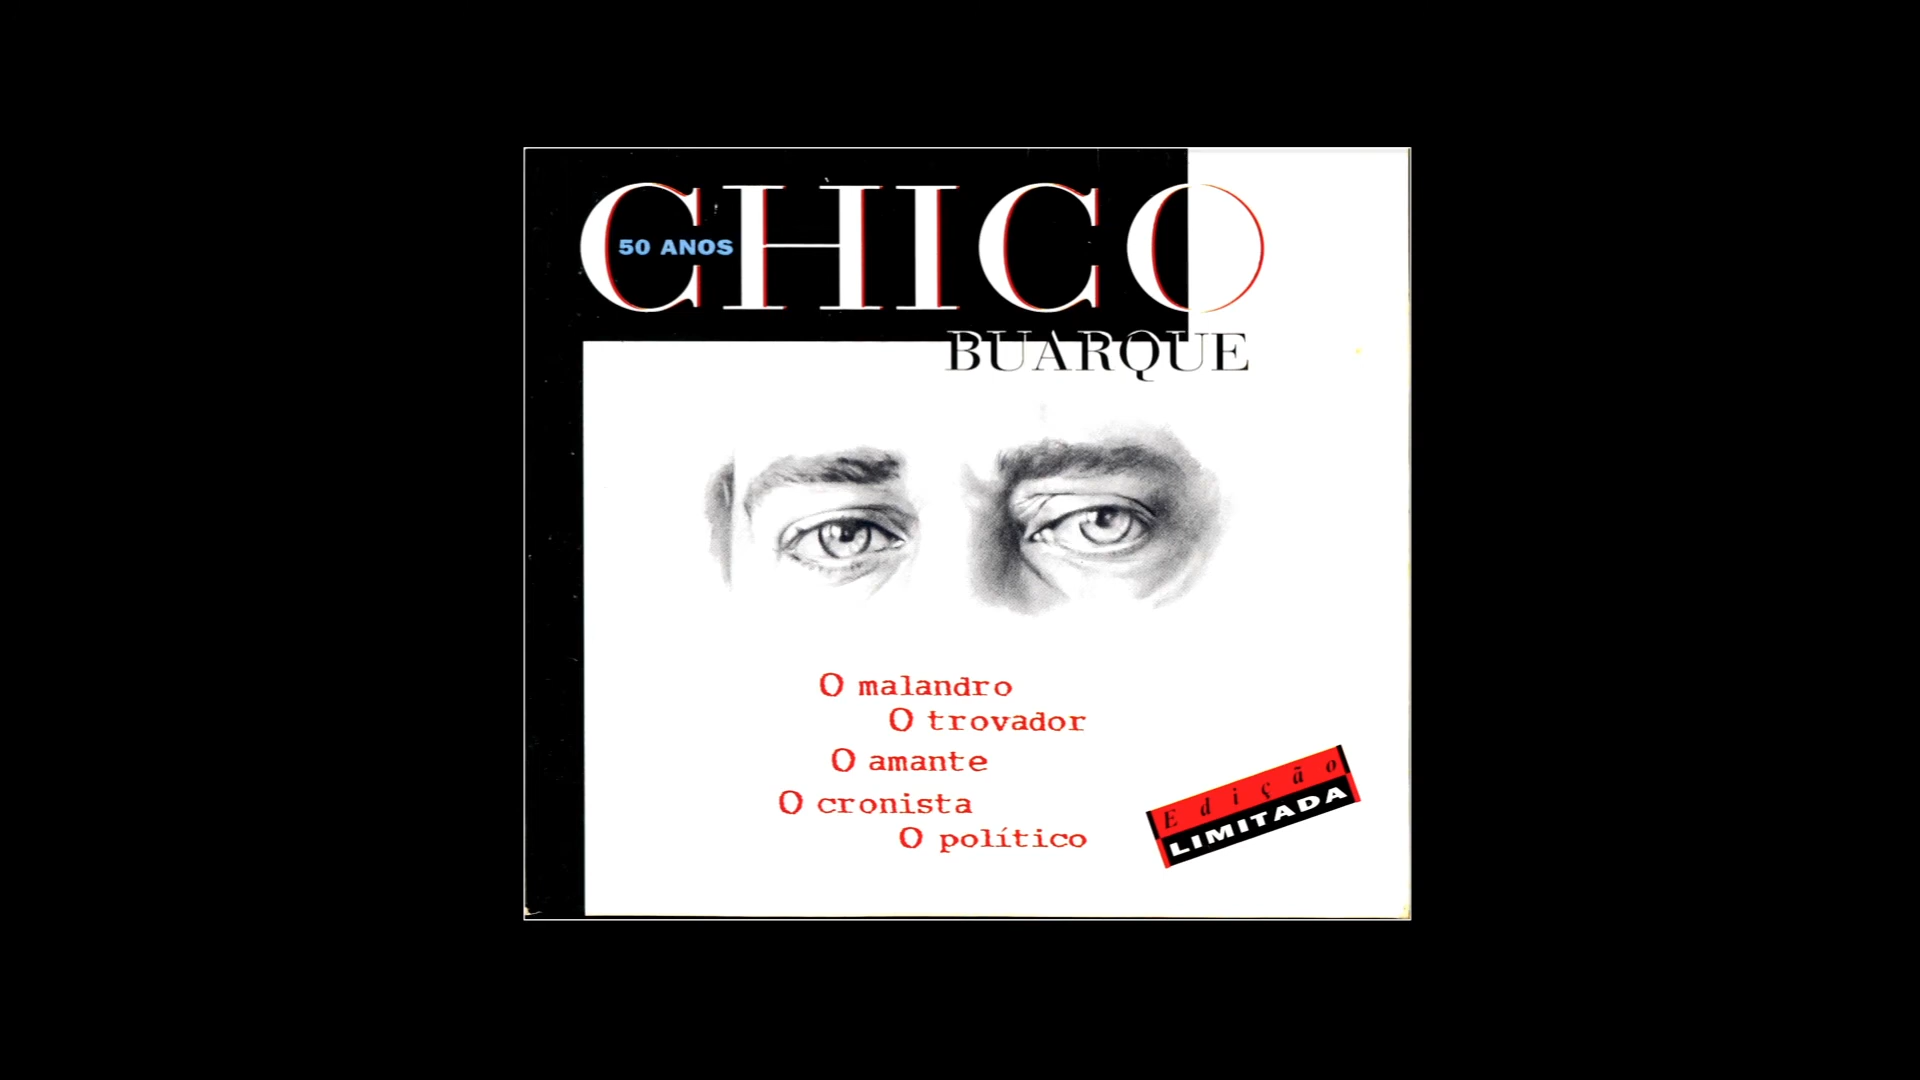 CHICO
50 ANOS
BUARQUE
O malandro
O trovador
O amante
O cronista
O político
Edição
LIMITADA